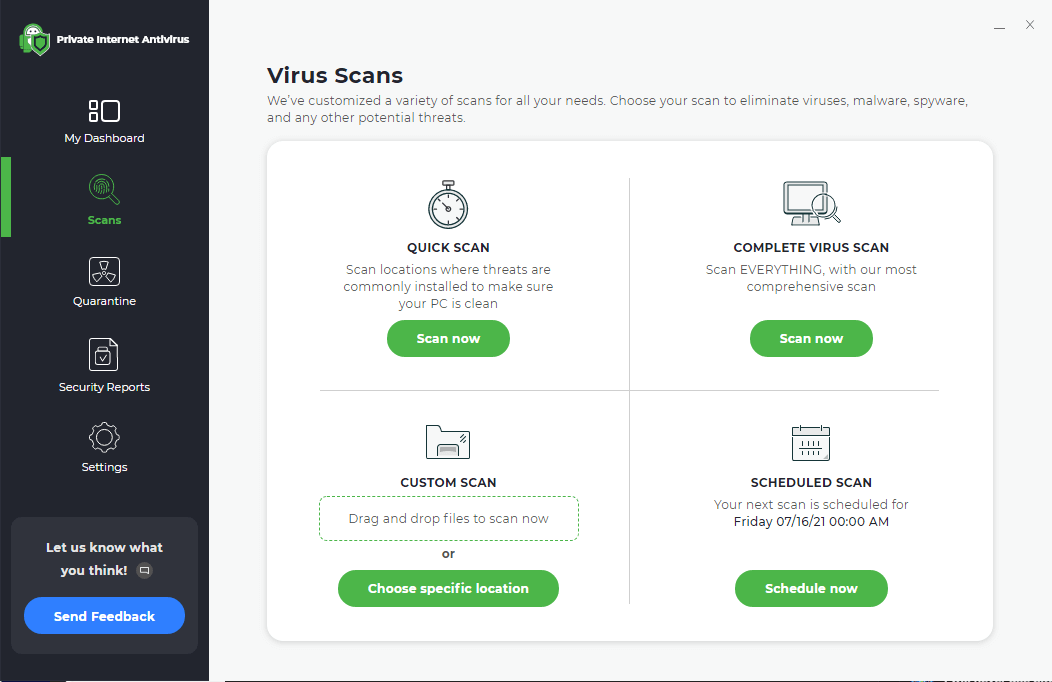 Private Internet Antivirus
My Dashboard
Scans
Quarantine
Security Reports
Settings
Let us know what
you think!
Send Feedback
Virus Scans
We’ve customized a variety of scans for all your needs. Choose your scan to eliminate viruses, malware, spyware,
and any other potential threats.
QUICK SCAN
Scan locations where threats are
commonly installed to make sure
your PC is clean
Scan now
COMPLETE VIRUS SCAN
Scan EVERYTHING, with our most
comprehensive scan
Scan now
CUSTOM SCAN
Drag and drop files to scan now
or
Choose specific location
SCHEDULED SCAN
Your next scan is scheduled for
Friday 07/16/21 00:00 AM
Schedule now